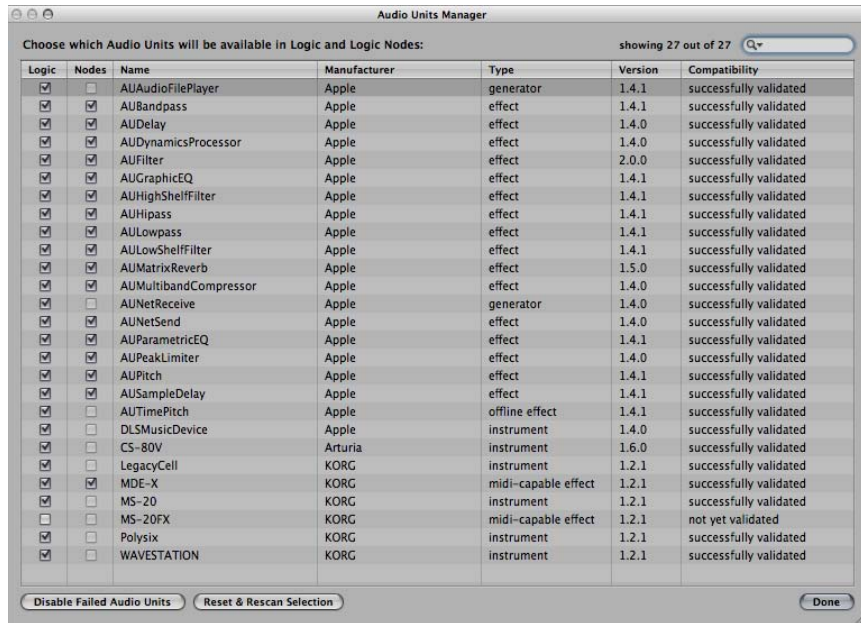 Audio Units Manager
Choose which Audio Units will be available in Logic and Logic Nodes: showing 27 out of 27
Logic Nodes Name Manufacturer Type Version Compatibility
AUAudioFilePlayer Apple generator 1.4.1 successfully validated
AUBandpass Apple effect 1.4.1 successfully validated
AUDelay Apple effect 1.4.0 successfully validated
AUDynamicsProcessor Apple effect 1.4.0 successfully validated
AUFilter Apple effect 2.0.0 successfully validated
AUGraphicEQ Apple effect 1.4.1 successfully validated
AUHighShelfFilter Apple effect 1.4.1 successfully validated
AUHipass Apple effect 1.4.1 successfully validated
AULowpass Apple effect 1.4.1 successfully validated
AULowShelfFilter Apple effect 1.4.1 successfully validated
AUMatrixReverb Apple effect 1.5.0 successfully validated
AUMultibandCompressor Apple effect 1.4.0 successfully validated
AUNetReceive Apple generator 1.4.0 successfully validated
AUNetSend Apple effect 1.4.0 successfully validated
AUParametricEQ Apple effect 1.4.1 successfully validated
AUPeakLimiter Apple effect 1.4.0 successfully validated
AUPitch Apple effect 1.4.1 successfully validated
AUSampleDelay Apple effect 1.4.1 successfully validated
AUTimePitch Apple offline effect 1.4.1 successfully validated
DLSMusicDevice Apple instrument 1.4.0 successfully validated
CS-80V Arturia instrument 1.6.0 successfully validated
LegacyCell KORG instrument 1.2.1 successfully validated
MDE-X KORG midi-capable effect 1.2.1 successfully validated
MS-20 KORG instrument 1.2.1 successfully validated
MS-20FX KORG midi-capable effect 1.2.1 not yet validated
Polysix KORG instrument 1.2.1 successfully validated
WAVESTATION KORG instrument 1.2.1 successfully validated
Disable Failed Audio Units Reset & Rescan Selection Done